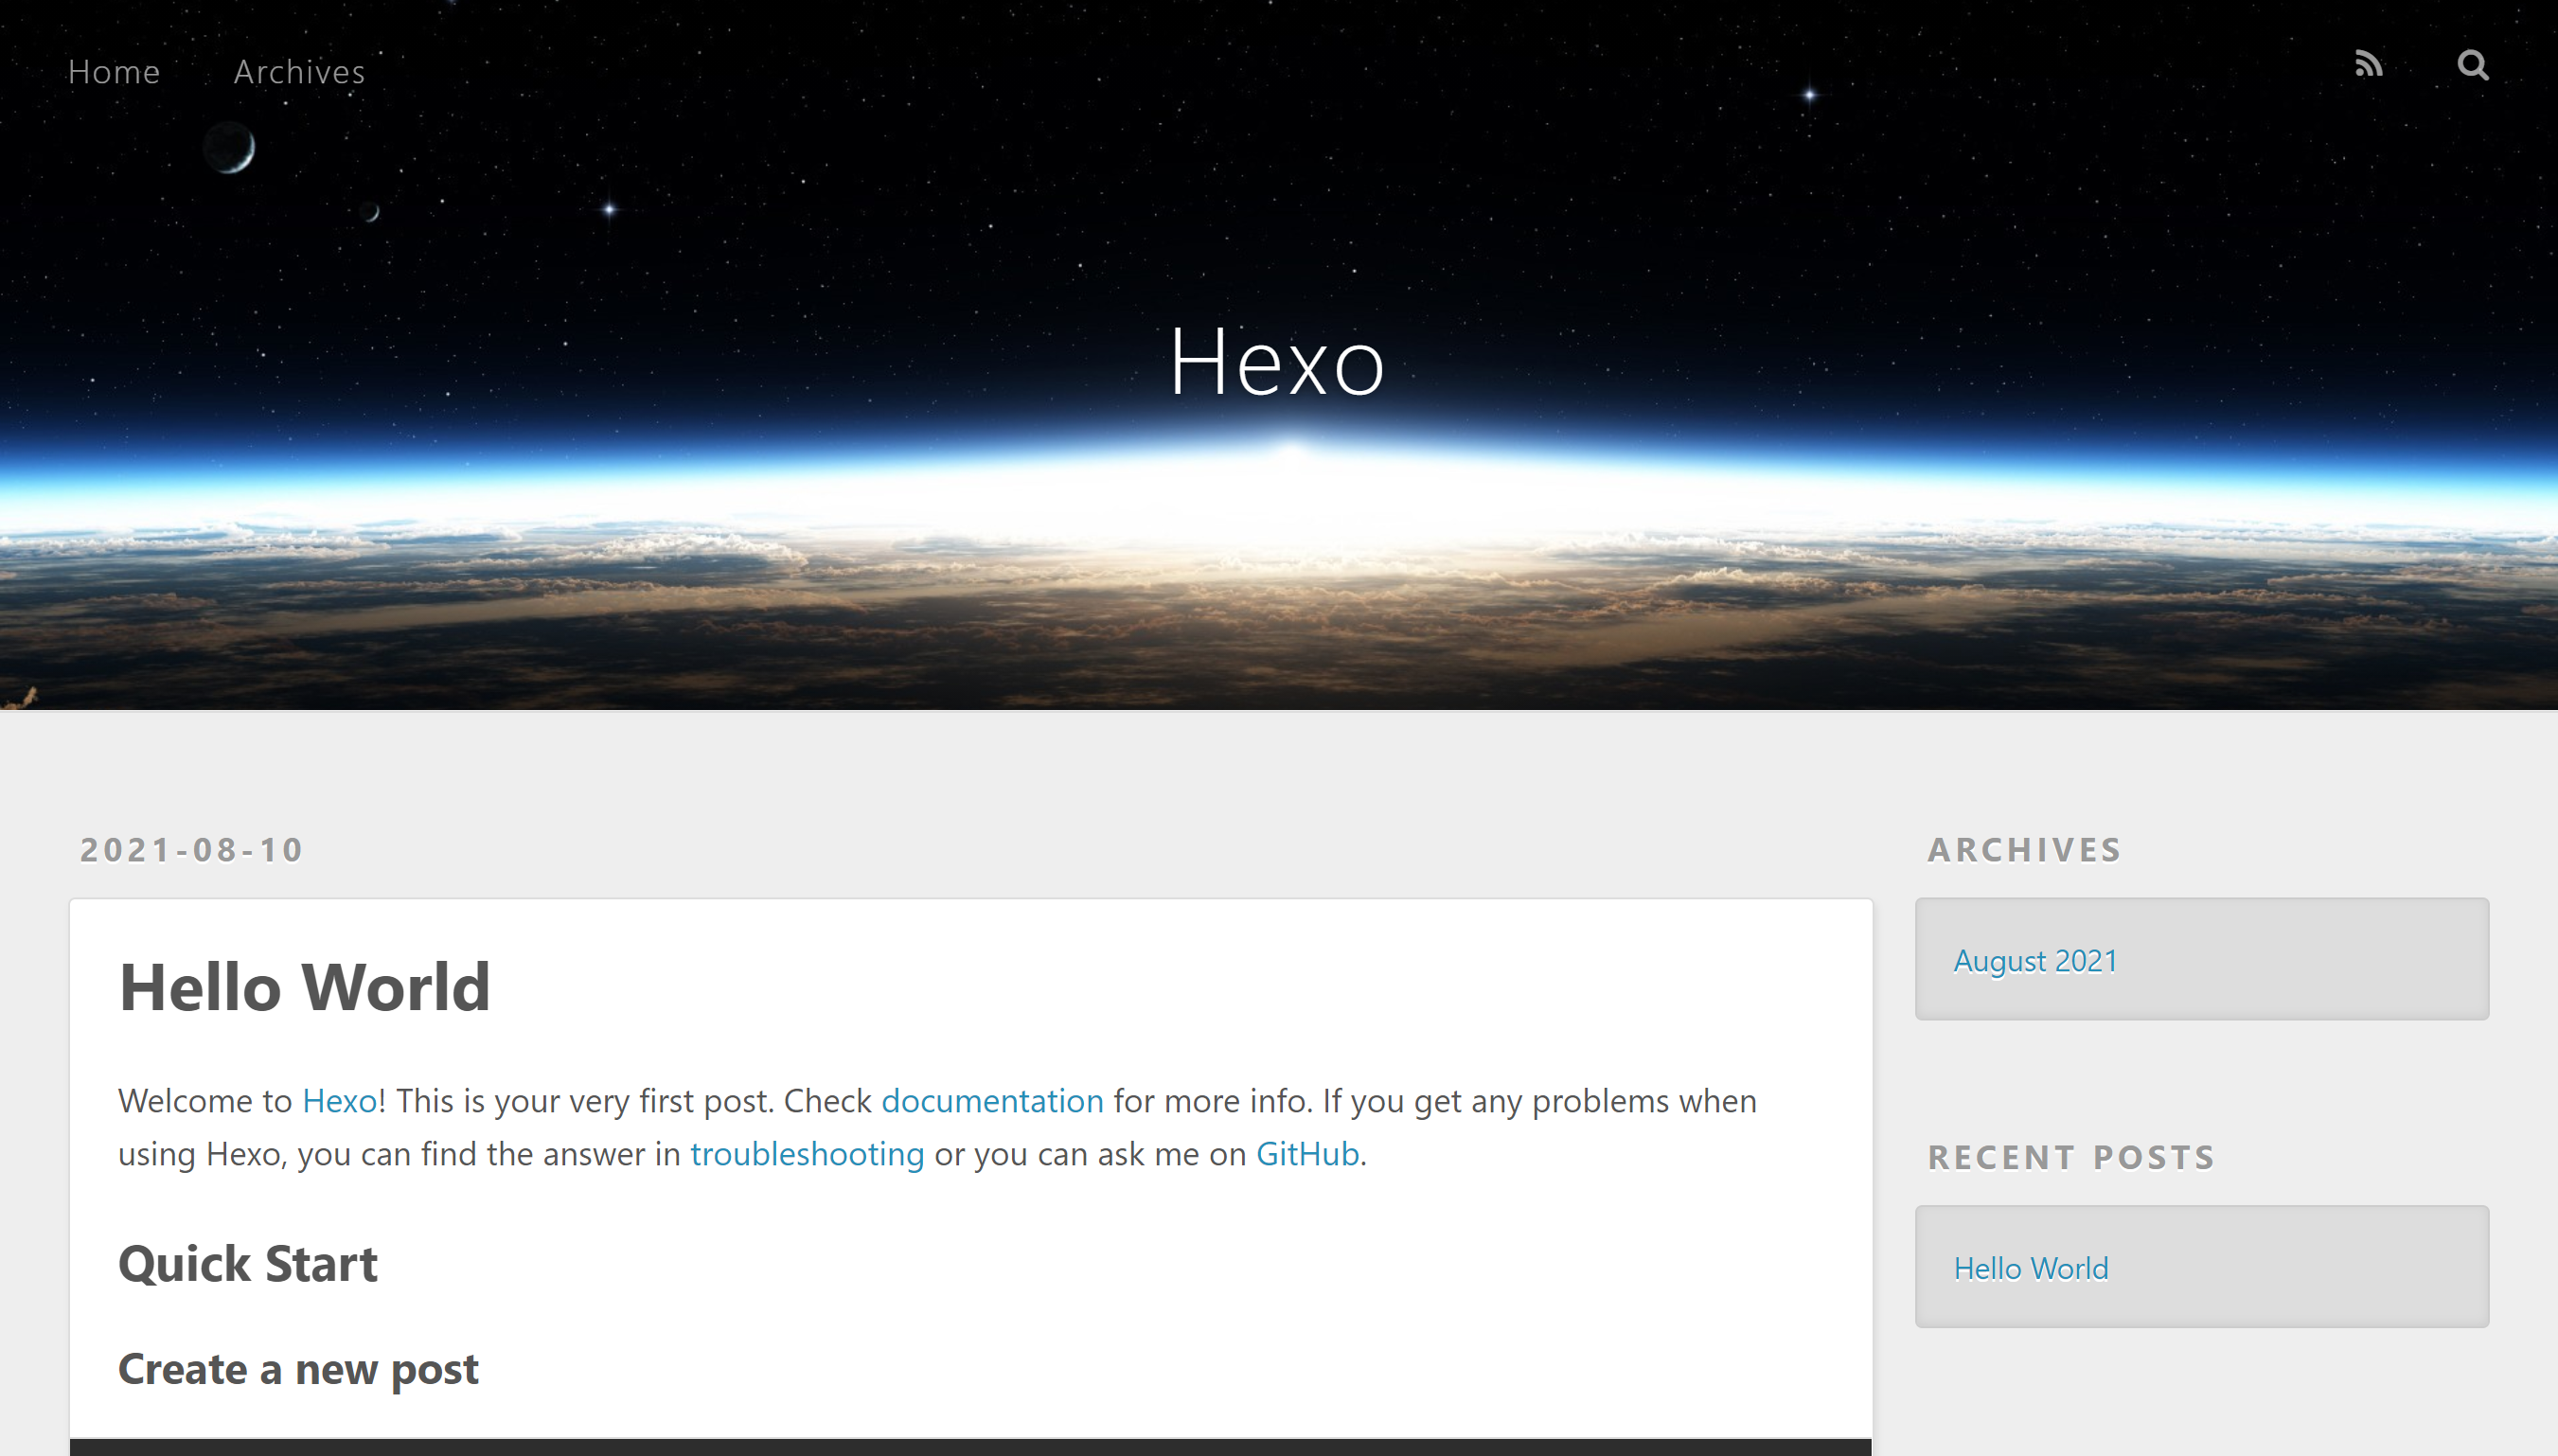 Home Archives
Hexo
2021-08-10
Hello World
Welcome to Hexo! This is your very first post. Check documentation for more info. If you get any problems when
using Hexo, you can find the answer in troubleshooting or you can ask me on GitHub.
Quick Start
Create a new post
ARCHIVES
August 2021
RECENT POSTS
Hello World